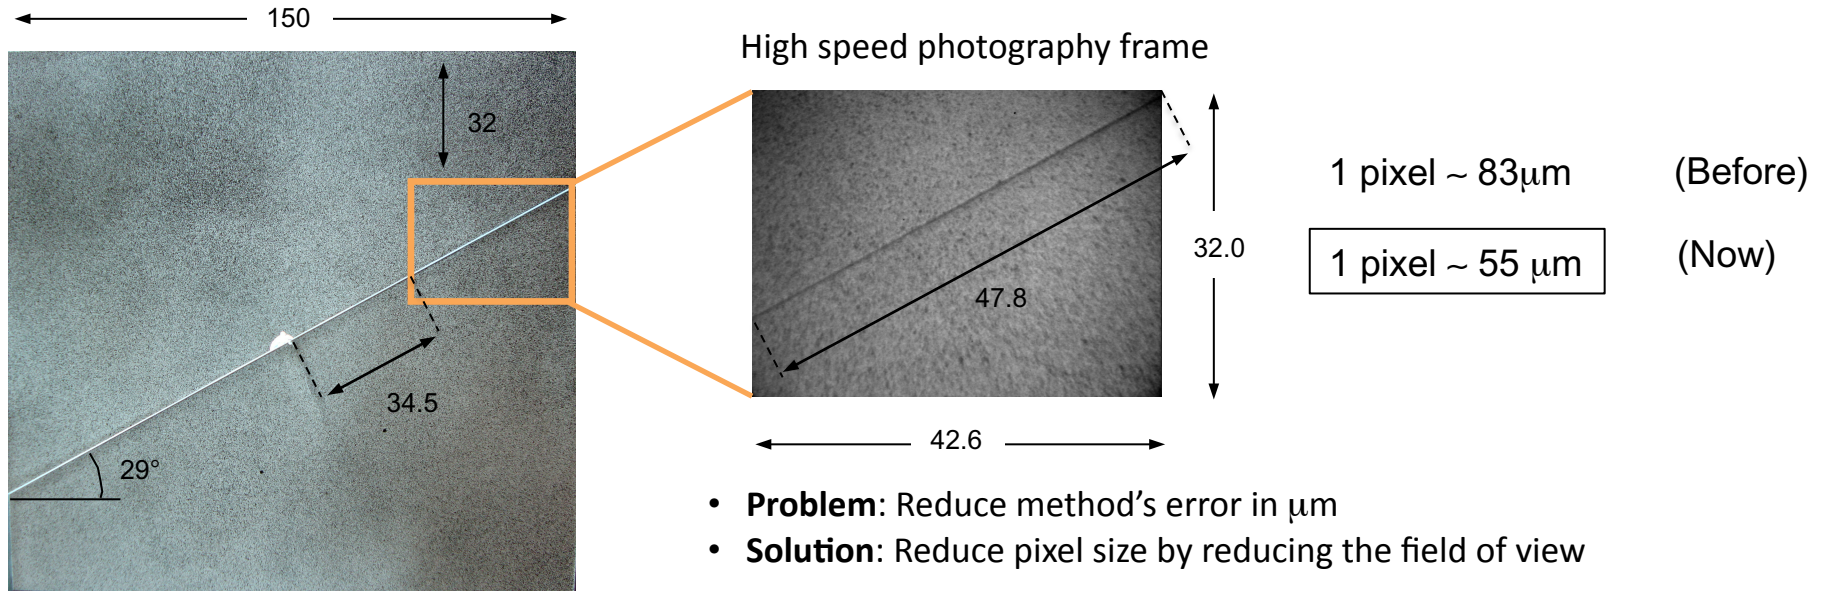 150
32
34.5
29°
High speed photography frame
47.8
32.0
42.6
1 pixel ~ 83μm (Before)
1 pixel ~ 55 μm (Now)
• Problem: Reduce method’s error in μm
• Solution: Reduce pixel size by reducing the field of view